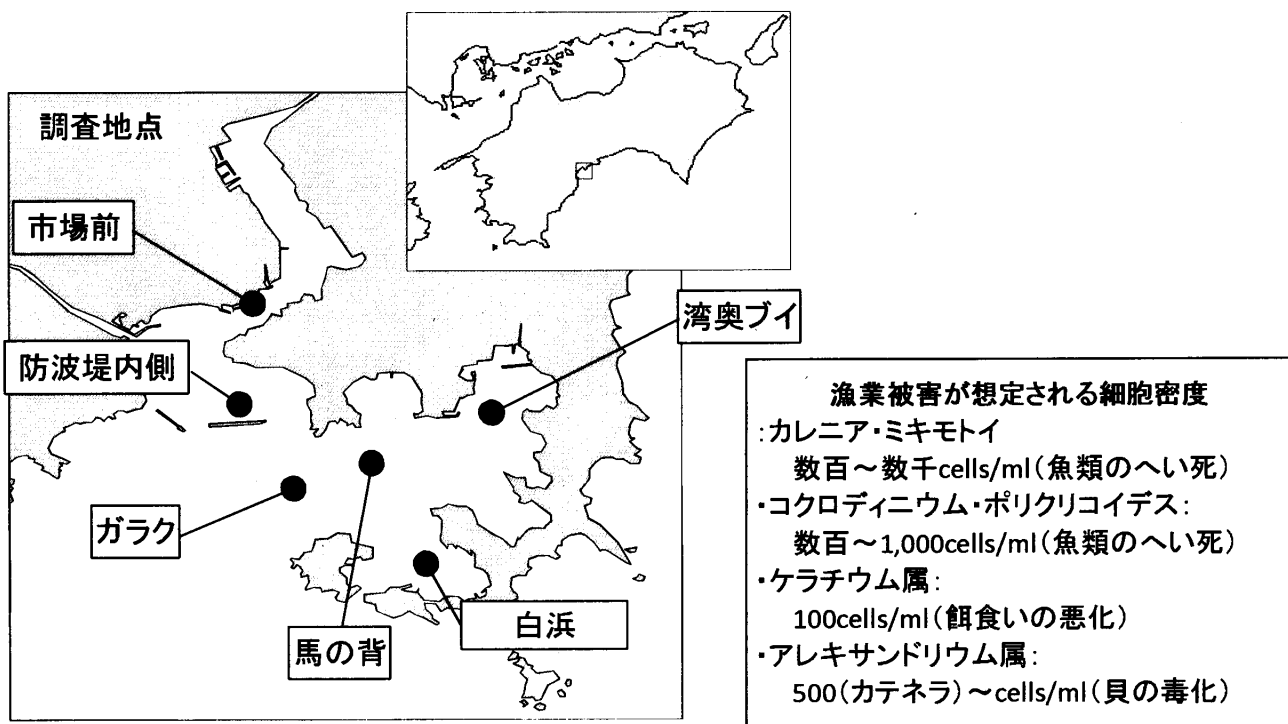 調査地点
市場前
湾奥ブイ
防波堤内側
ガラク
馬の背
白浜
漁業被害が想定される細胞密度
:カレニア・ミキモトイ
数百~数千cells/ml(魚類のへい死)
・コクロディニウム・ポリクリコイデス:
数百~1,000cells/ml(魚類のへい死)
・ケラチウム属:
100cells/ml(餌食いの悪化)
・アレキサンドリウム属:
500(カテネラ)~cells/ml(貝の毒化)